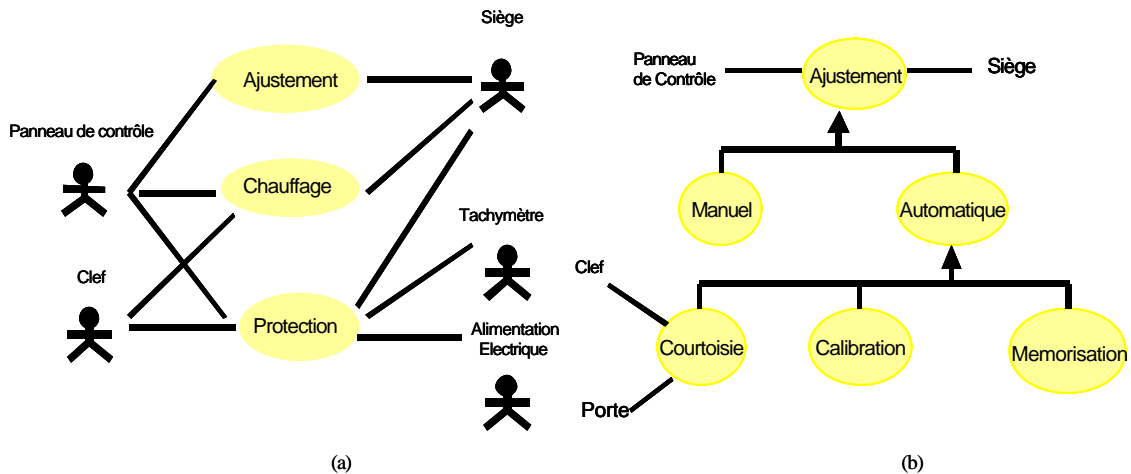 Siège
Ajustement
Panneau de contrôle
Chauffage
Tachymètre
Clef
Protection
Alimentation
Electrique
(a)
Panneau
de Contrôle
Ajustement
Siège
Manuel
Automatique
Clef
Courtoisie
Calibration
Memorisation
Porte
(b)